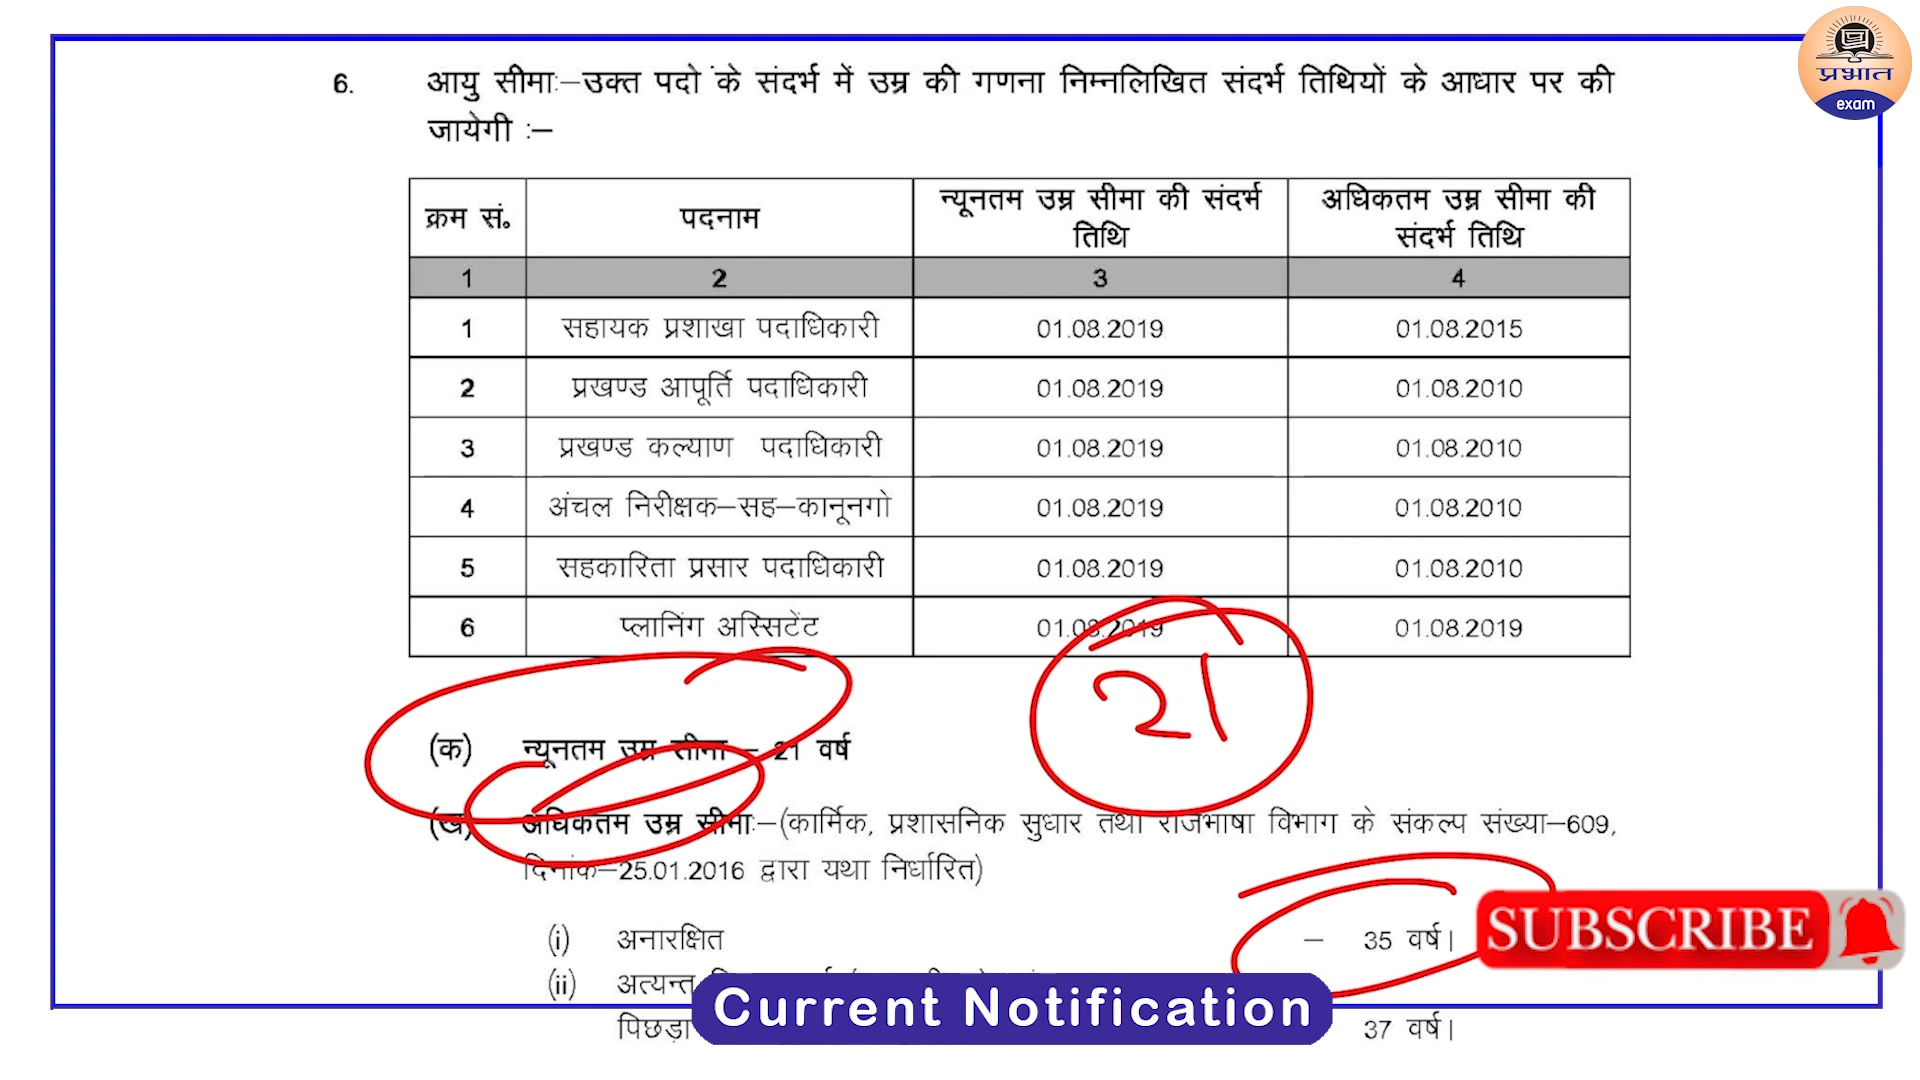 प्रभात
exam
6. आयु सीमाः–उक्त पदों के संदर्भ में उम्र की गणना निम्नलिखित संदर्भ तिथियों के आधार पर की
जायेगी :–
क्रम सं॰ पदनाम न्यूनतम उम्र सीमा की संदर्भ तिथि अधिकतम उम्र सीमा की संदर्भ तिथि
1 2 3 4
1 सहायक प्रशाखा पदाधिकारी 01.08.2019 01.08.2015
2 प्रखण्ड आपूर्ति पदाधिकारी 01.08.2019 01.08.2010
3 प्रखण्ड कल्याण पदाधिकारी 01.08.2019 01.08.2010
4 अंचल निरीक्षक–सह–कानूनगो 01.08.2019 01.08.2010
5 सहकारिता प्रसार पदाधिकारी 01.08.2019 01.08.2010
6 प्लानिंग असिस्टेंट 01.08.2019 01.08.2019
21
(क) न्यूनतम उम्र सीमा – 21 वर्ष
(ख) अधिकतम उम्र सीमाः–(कार्मिक, प्रशासनिक सुधार तथा राजभाषा विभाग के संकल्प संख्या–609,
दिनांक–25.01.2016 द्वारा यथा निर्धारित)
(i) अनारक्षित – 35 वर्ष।
SUBSCRIBE
(ii) अत्यन्त
पिछड़ा 37 वर्ष।
Current Notification